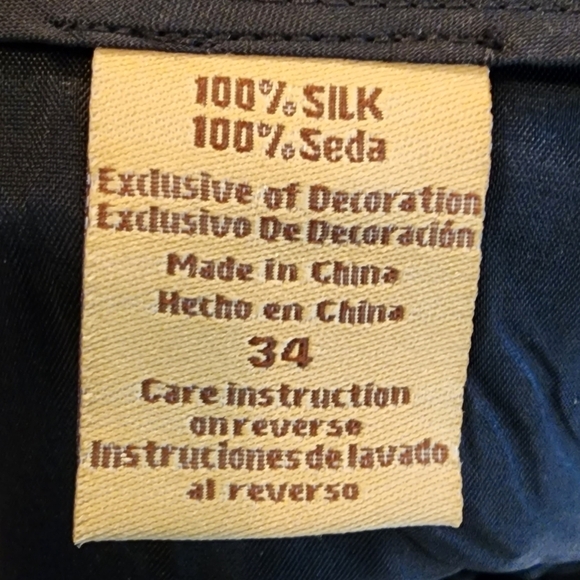 100% SILK
100% Seda
Exclusive of Decoration
Exclusivo De Decoración
Made in China
Hecho en China
34
Care instruction
on reverse
Instruciones de lavado
al reverso